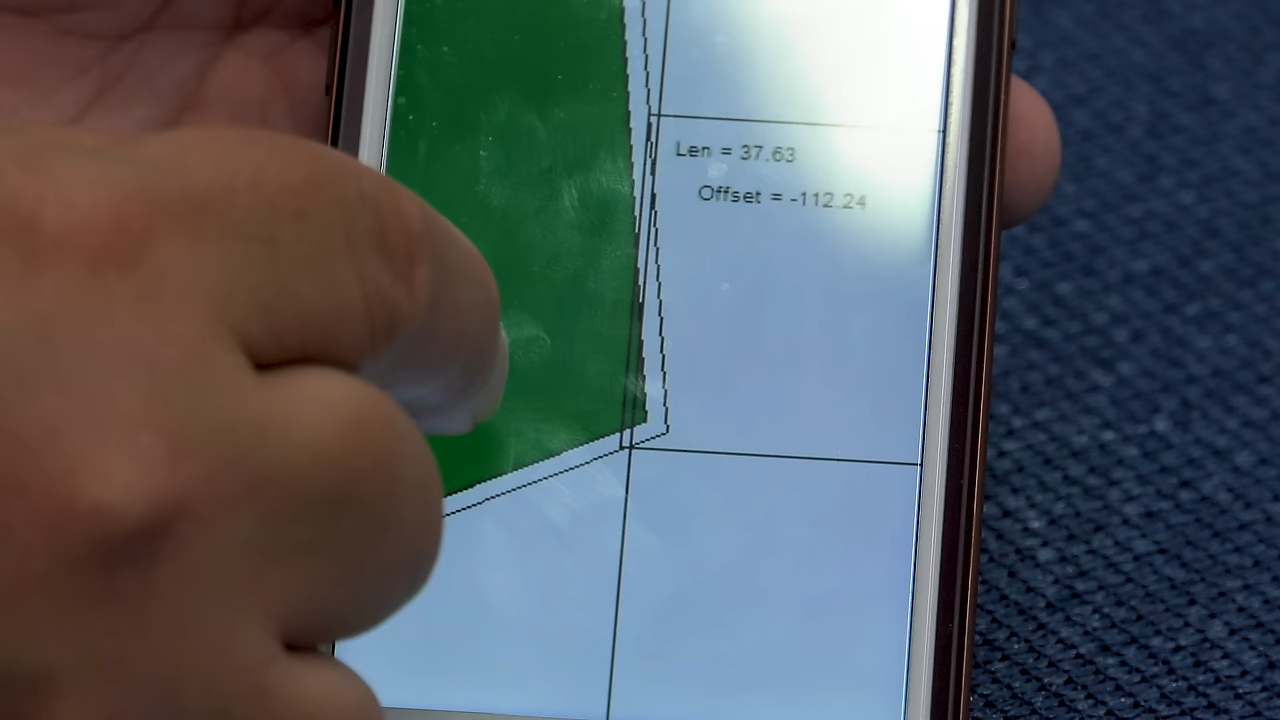 Len = 37.63
Offset = -112.24